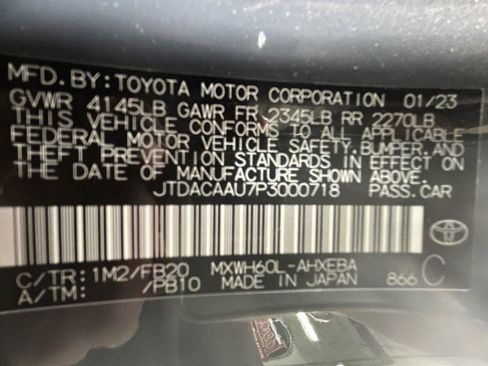 MFD. BY: TOYOTA MOTOR CORPORATION 01/23
GVWR 4145LB GAWR FR 2345LB RR 2270LB
THIS VEHICLE CONFORMS TO ALL APPLICABLE
FEDERAL MOTOR VEHICLE SAFETY, BUMPER, AND
THEFT PREVENTION STANDARDS IN EFFECT ON
THE DATE OF MANUFACTURE SHOWN ABOVE.
JTDACAAU7P3000718 PASS.CAR
C/TR: 1M2/FB20 MXWH60L-AHXEBA C
A/TM: /PB10 MADE IN JAPAN 866